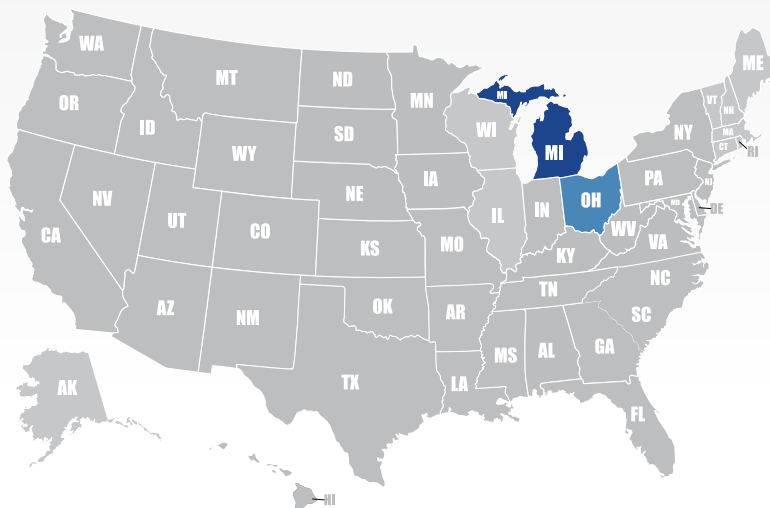 WA
ME
MT
ND
MN
MI
VT
NH
OR
ID
SD
WI
NY
MA
CT
RI
WY
MI
IA
PA
NJ
NV
NE
OH
MD
DE
UT
IL
IN
WV
CA
CO
KS
MO
KY
VA
NC
TN
AZ
NM
OK
AR
SC
MS
AL
GA
TX
LA
AK
FL
HI